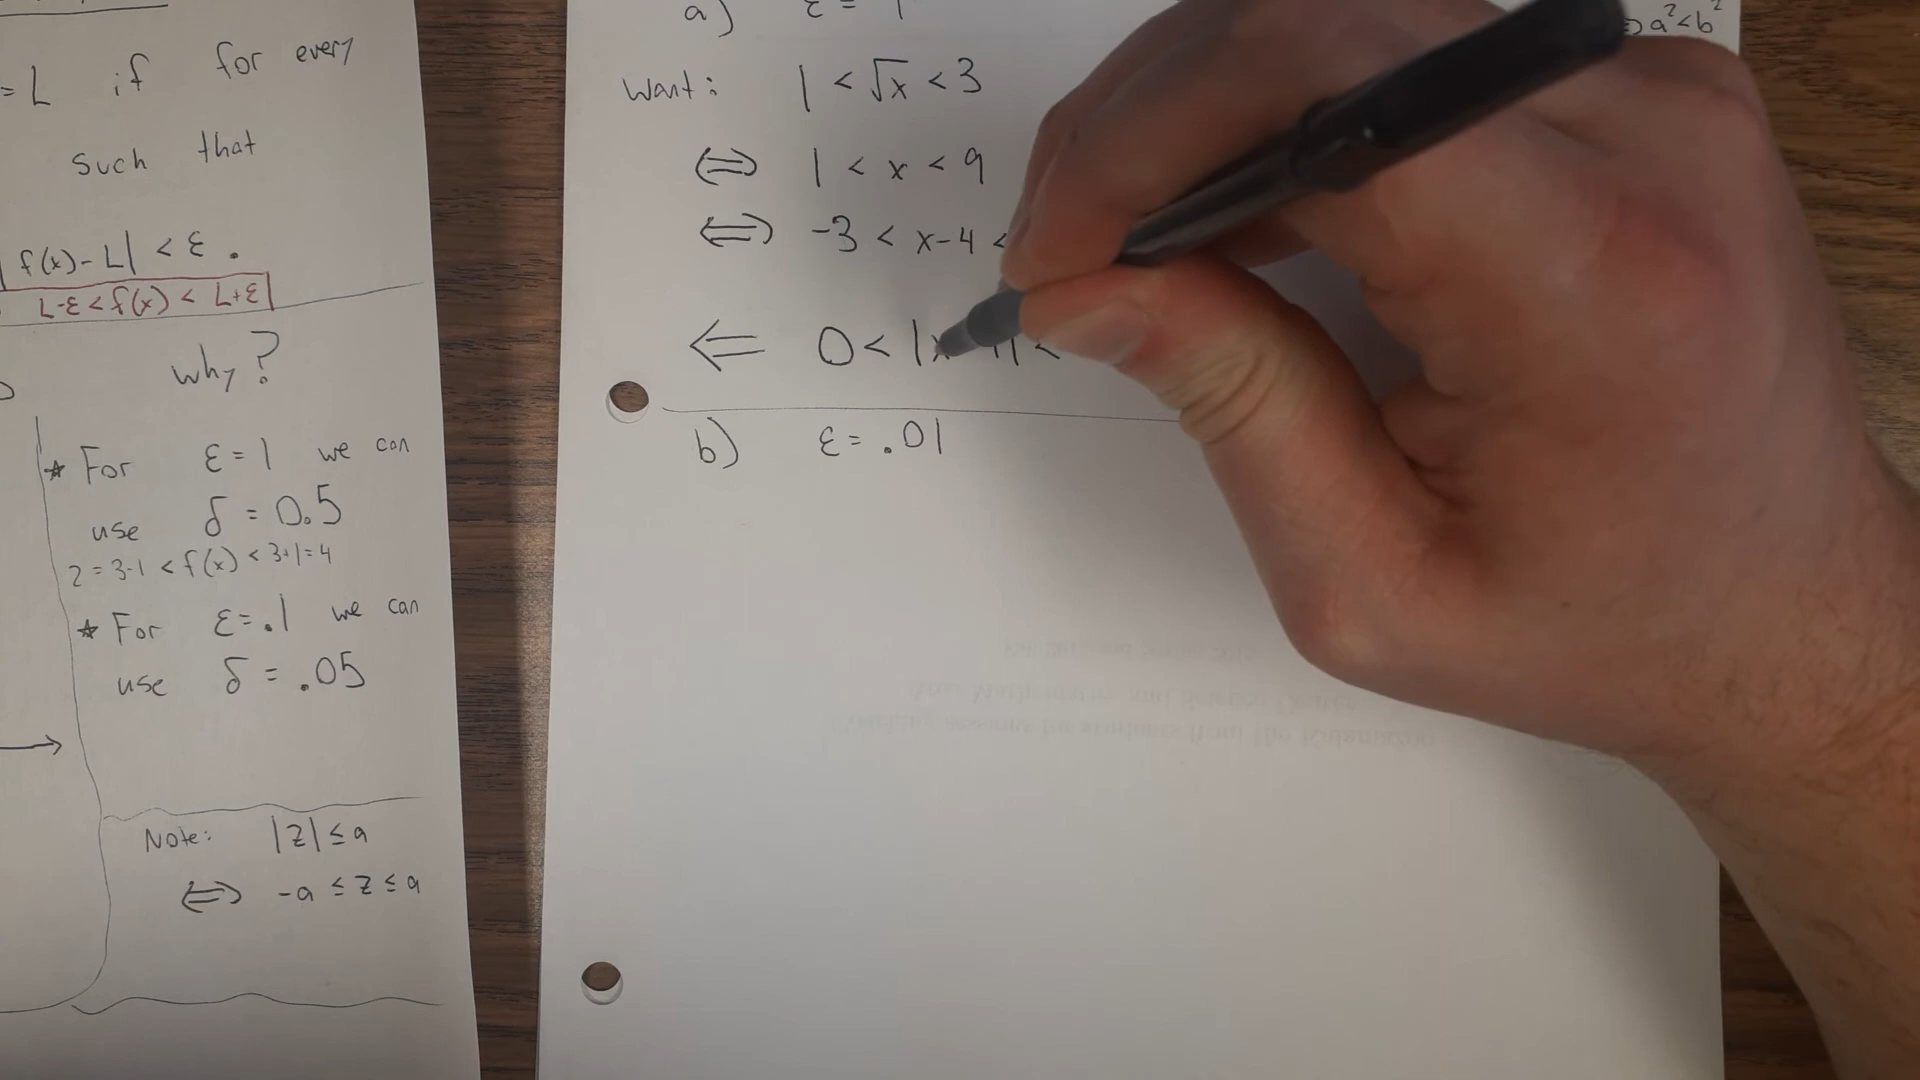 = L if for every
such that
|f(x)-L| < ε .
L-ε < f(x) < L+ε
why?
* For ε = 1 we can
use δ = 0.5
2 = 3-1 < f(x) < 3+1 = 4
* For ε = .1 we can
use δ = .05
Note: |z| ≤ a
⟺ -a ≤ z ≤ a
a) ε = 1
a² < b²
Want: 1 < √x < 3
⟺ 1 < x < 9
⟺ -3 < x-4 <
⟸ 0 < |x <
b) ε = .01